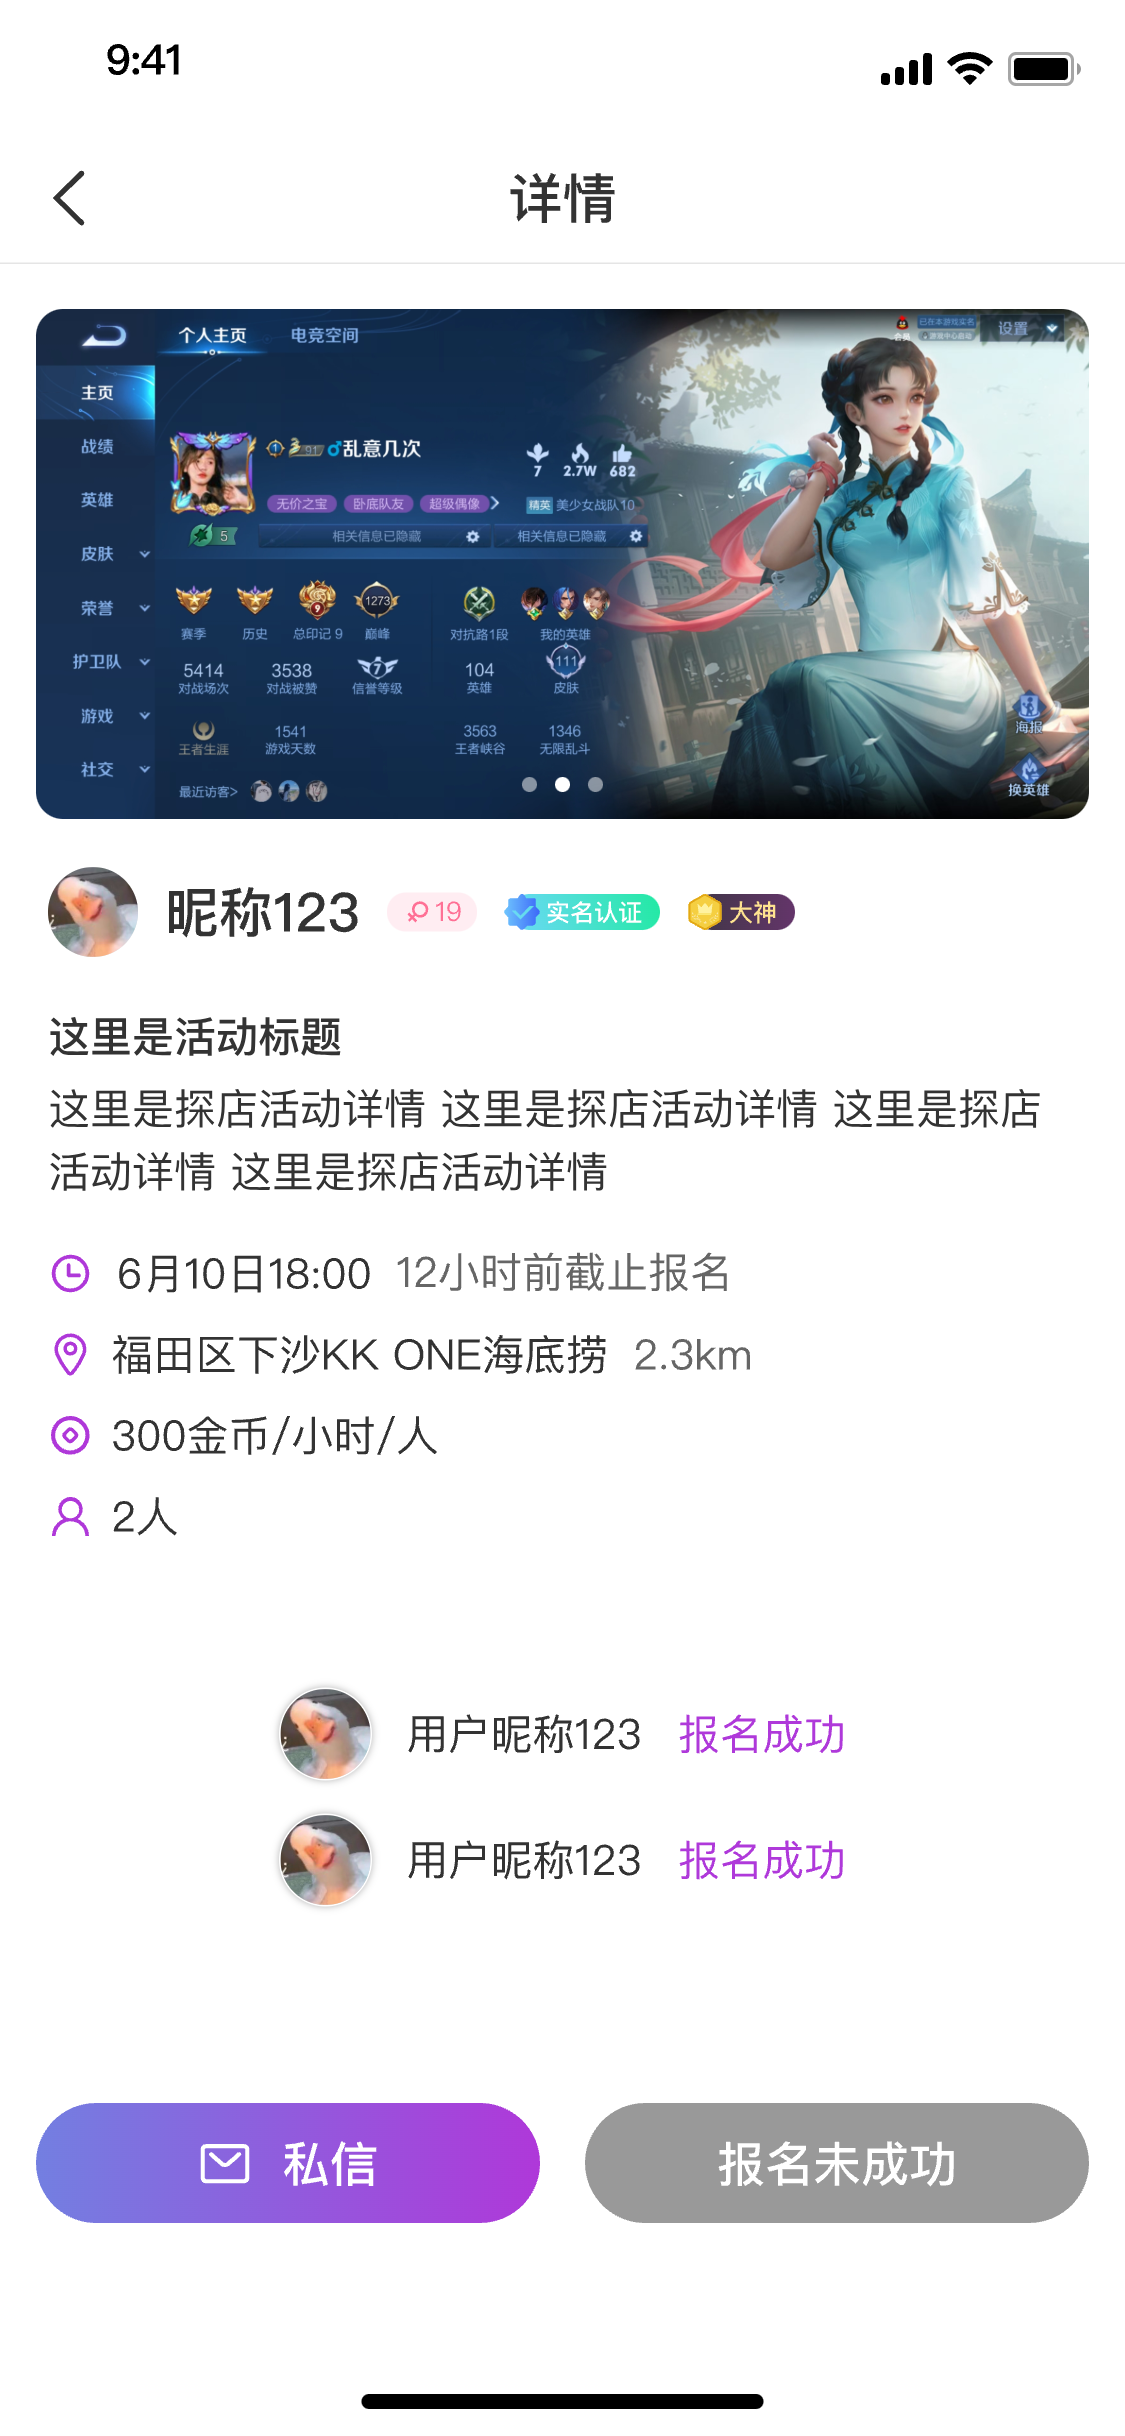 9:41
详情
个人主页 电竞空间
已在本游戏实名
设置
主页
战绩
英雄
皮肤
荣誉
护卫队
游戏
社交
91 乱意几次
7 2.7W 682
无价之宝 卧底队友 超级偶像
精英 美少女战队10
5 相关信息已隐藏 相关信息已隐藏
9 1273
赛季 历史 总印记 9 巅峰 对抗路1段 我的英雄
5414 3538 7 104 111
对战场次 对战被赞 信誉等级 英雄 皮肤
1541 3563 1346
王者生涯 游戏天数 王者峡谷 无限乱斗
最近访客>
海报
换英雄
昵称123 19 实名认证 大神
这里是活动标题
这里是探店活动详情 这里是探店活动详情 这里是探店
活动详情 这里是探店活动详情
6月10日18:00 12小时前截止报名
福田区下沙KK ONE海底捞 2.3km
300金币/小时/人
2人
用户昵称123 报名成功
用户昵称123 报名成功
私信 报名未成功